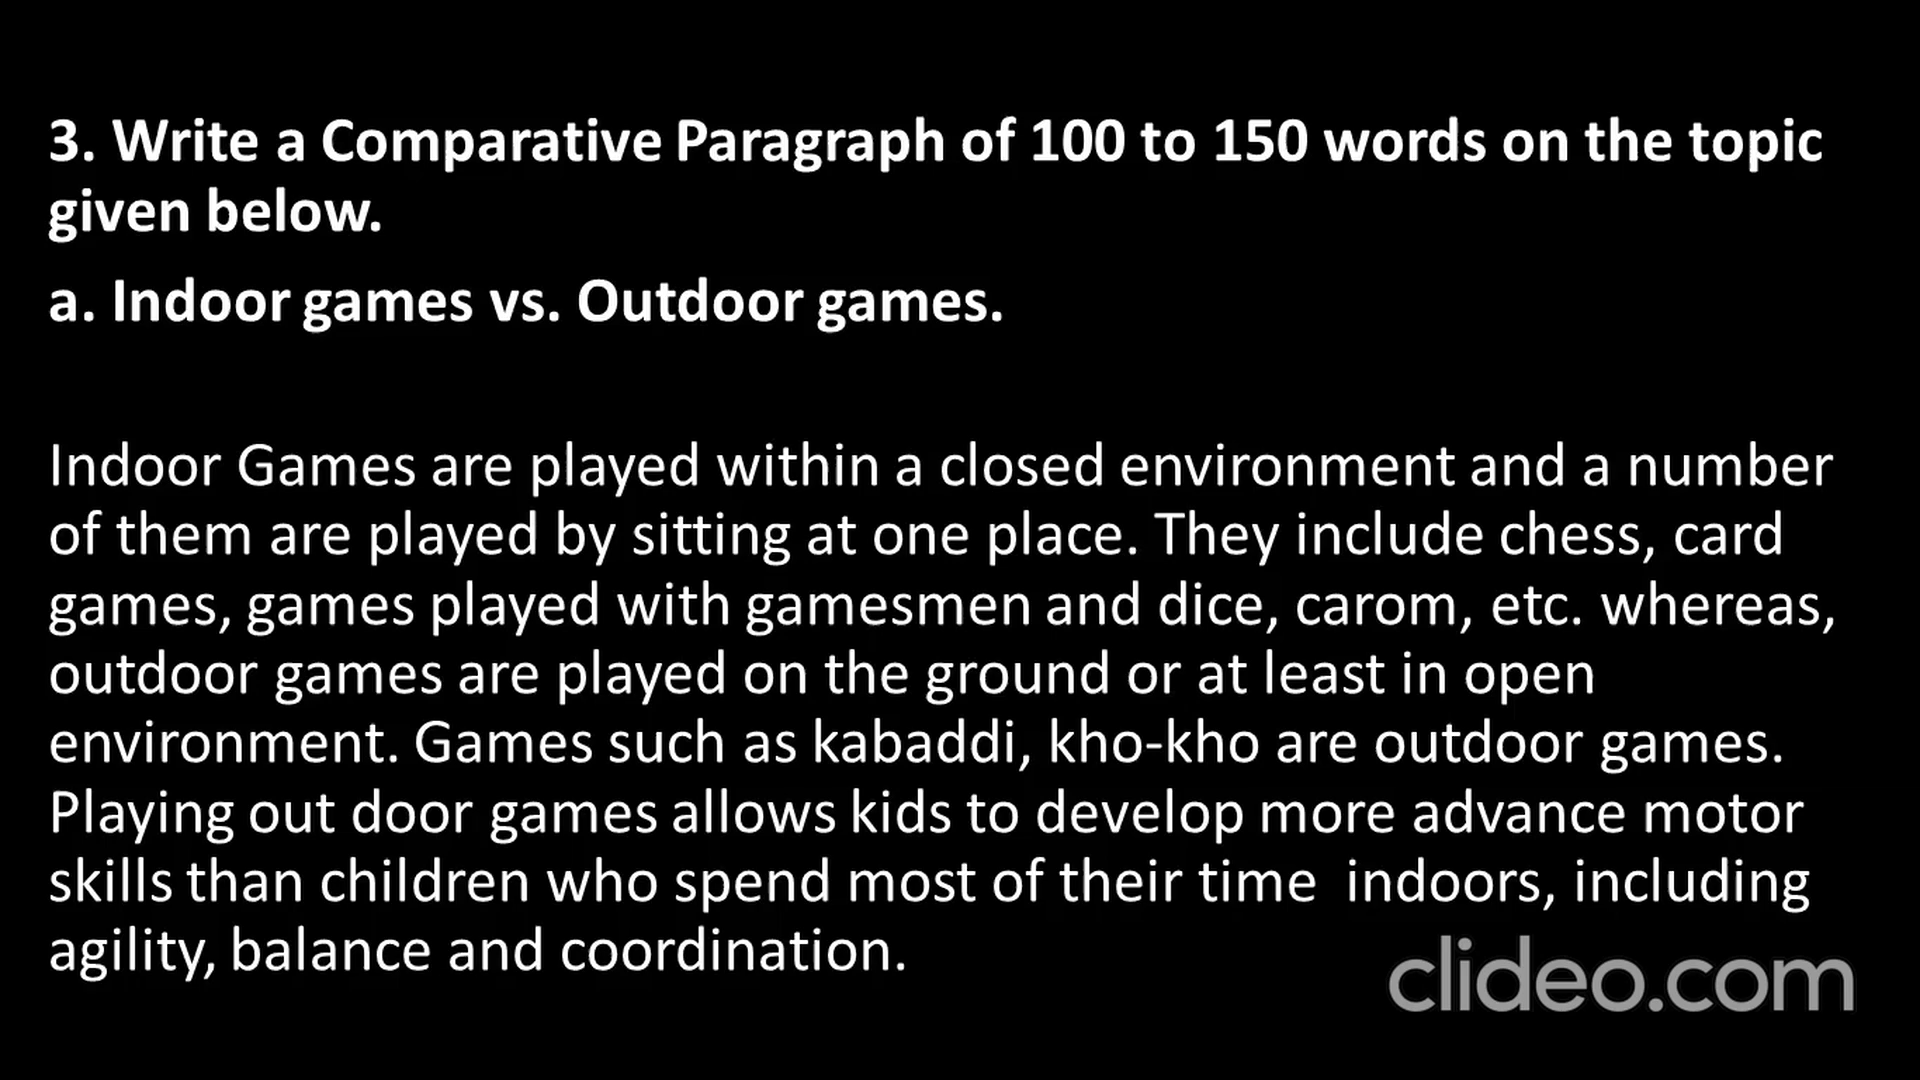 3. Write a Comparative Paragraph of 100 to 150 words on the topic
given below.
a. Indoor games vs. Outdoor games.
Indoor Games are played within a closed environment and a number
of them are played by sitting at one place. They include chess, card
games, games played with gamesmen and dice, carom, etc. whereas,
outdoor games are played on the ground or at least in open
environment. Games such as kabaddi, kho-kho are outdoor games.
Playing out door games allows kids to develop more advance motor
skills than children who spend most of their time  indoors, including
agility, balance and coordination.
clideo.com